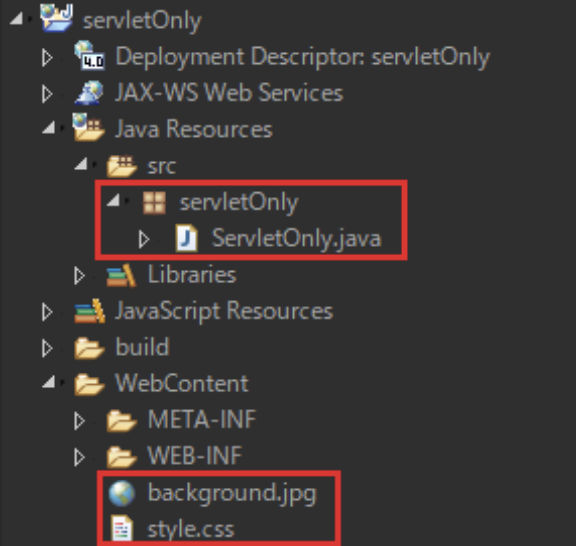 servletOnly
4.0 Deployment Descriptor: servletOnly
JAX-WS Web Services
Java Resources
src
servletOnly
J ServletOnly.java
Libraries
JavaScript Resources
build
WebContent
META-INF
WEB-INF
background.jpg
style.css